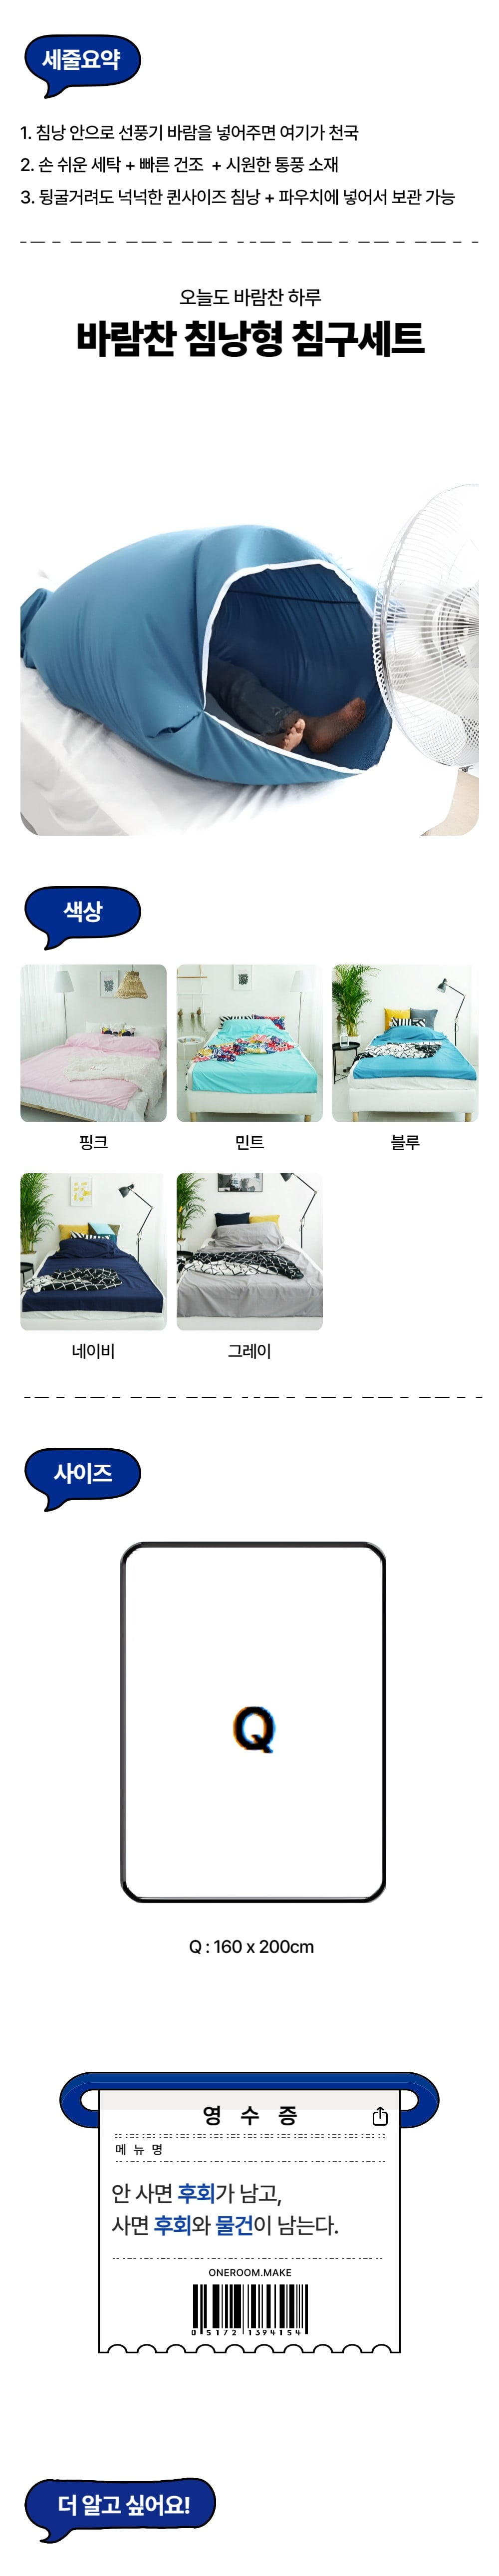 세줄요약
1. 침낭 안으로 선풍기 바람을 넣어주면 여기가 천국
2. 손 쉬운 세탁 + 빠른 건조 + 시원한 통풍 소재
3. 뒹굴거려도 넉넉한 퀸사이즈 침낭 + 파우치에 넣어서 보관 가능
오늘도 바람찬 하루
바람찬 침낭형 침구세트
색상
핑크 민트 블루
네이비 그레이
사이즈
Q
Q : 160 x 200cm
영 수 증
메 뉴 명
안 사면 후회가 남고,
사면 후회와 물건이 남는다.
ONEROOM.MAKE
0 5172 1394154
더 알고 싶어요!